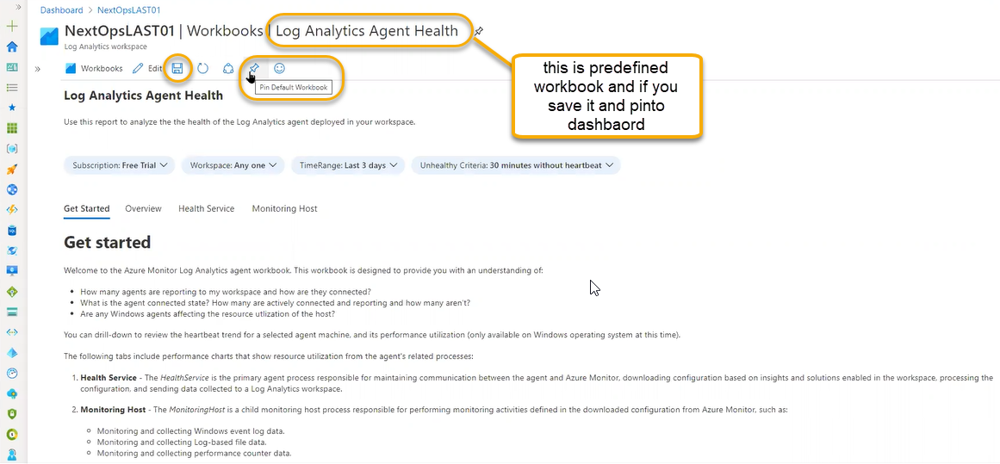 Dashboard > NextOpsLAST01
NextOpsLAST01 | Workbooks | Log Analytics Agent Health
Log Analytics workspace
Workbooks Edit
Pin Default Workbook
this is predefined
workbook and if you
save it and pinto
dashbaord
Log Analytics Agent Health
Use this report to analyze the the health of the Log Analytics agent deployed in your workspace.
Subscription: Free Trial Workspace: Any one TimeRange: Last 3 days Unhealthy Criteria: 30 minutes without heartbeat
Get Started Overview Health Service Monitoring Host
Get started
Welcome to the Azure Monitor Log Analytics agent workbook. This workbook is designed to provide you with an understanding of:
• How many agents are reporting to my workspace and how are they connected?
• What is the agent connected state? How many are actively connected and reporting and how many aren't?
• Are any Windows agents affecting the resource utlization of the host?
You can drill-down to review the heartbeat trend for a selected agent machine, and its performance utilization (only available on Windows operating system at this time).
The following tabs include performance charts that show resource utilization from the agent's related processes:
1. Health Service - The HealthService is the primary agent process responsible for maintaining communication between the agent and Azure Monitor, downloading configuration based on insights and solutions enabled in the workspace, processing the
configuration, and sending data collected to a Log Analytics workspace.
2. Monitoring Host - The MonitoringHost is a child monitoring host process responsible for performing monitoring activities defined in the downloaded configuration from Azure Monitor, such as:
Monitoring and collecting Windows event log data.
Monitoring and collecting Log-based file data.
Monitoring and collecting performance counter data.